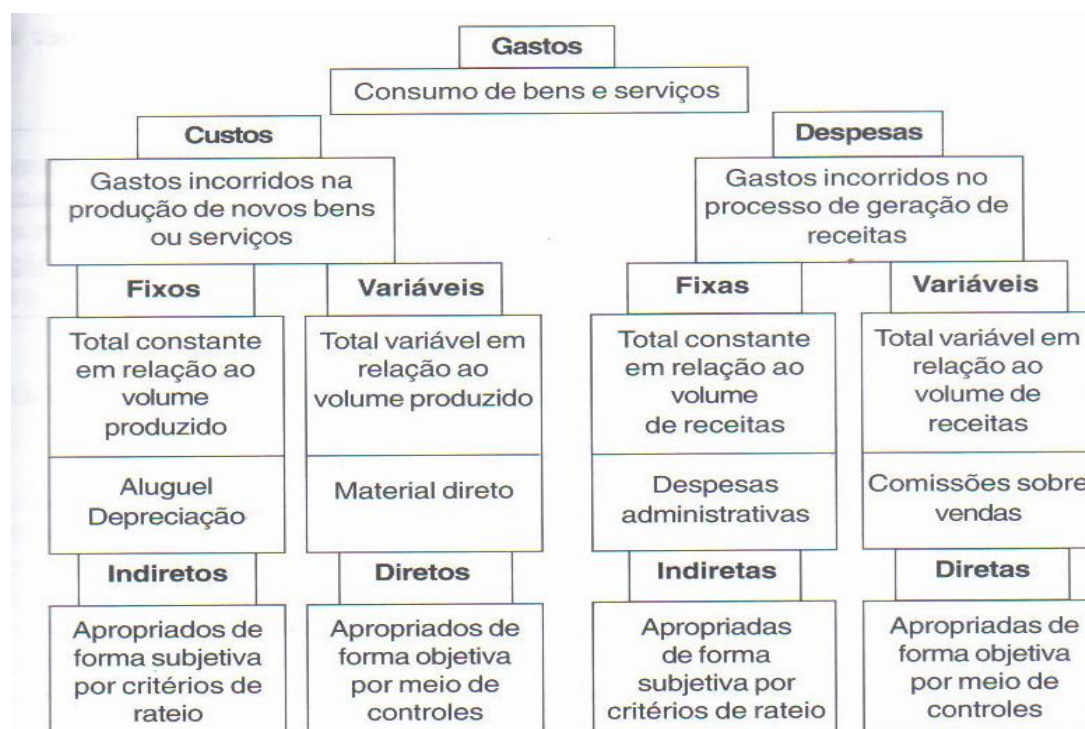 Gastos
Consumo de bens e serviços
Custos
Gastos incorridos na
produção de novos bens
ou serviços
Despesas
Gastos incorridos no
processo de geração de
receitas
Fixos
Total constante
em relação ao
volume
produzido
Aluguel
Depreciação
Indiretos
Apropriados de
forma subjetiva
por critérios de
rateio
Variáveis
Total variável em
relação ao
volume produzido
Material direto
Diretos
Apropriados de
forma objetiva
por meio de
controles
Fixas
Total constante
em relação ao
volume
de receitas
Despesas
administrativas
Indiretas
Apropriadas
de forma
subjetiva por
critérios de rateio
Variáveis
Total variável em
relação ao
volume de
receitas
Comissões sobre
vendas
Diretas
Apropriadas de
forma objetiva
por meio de
controles